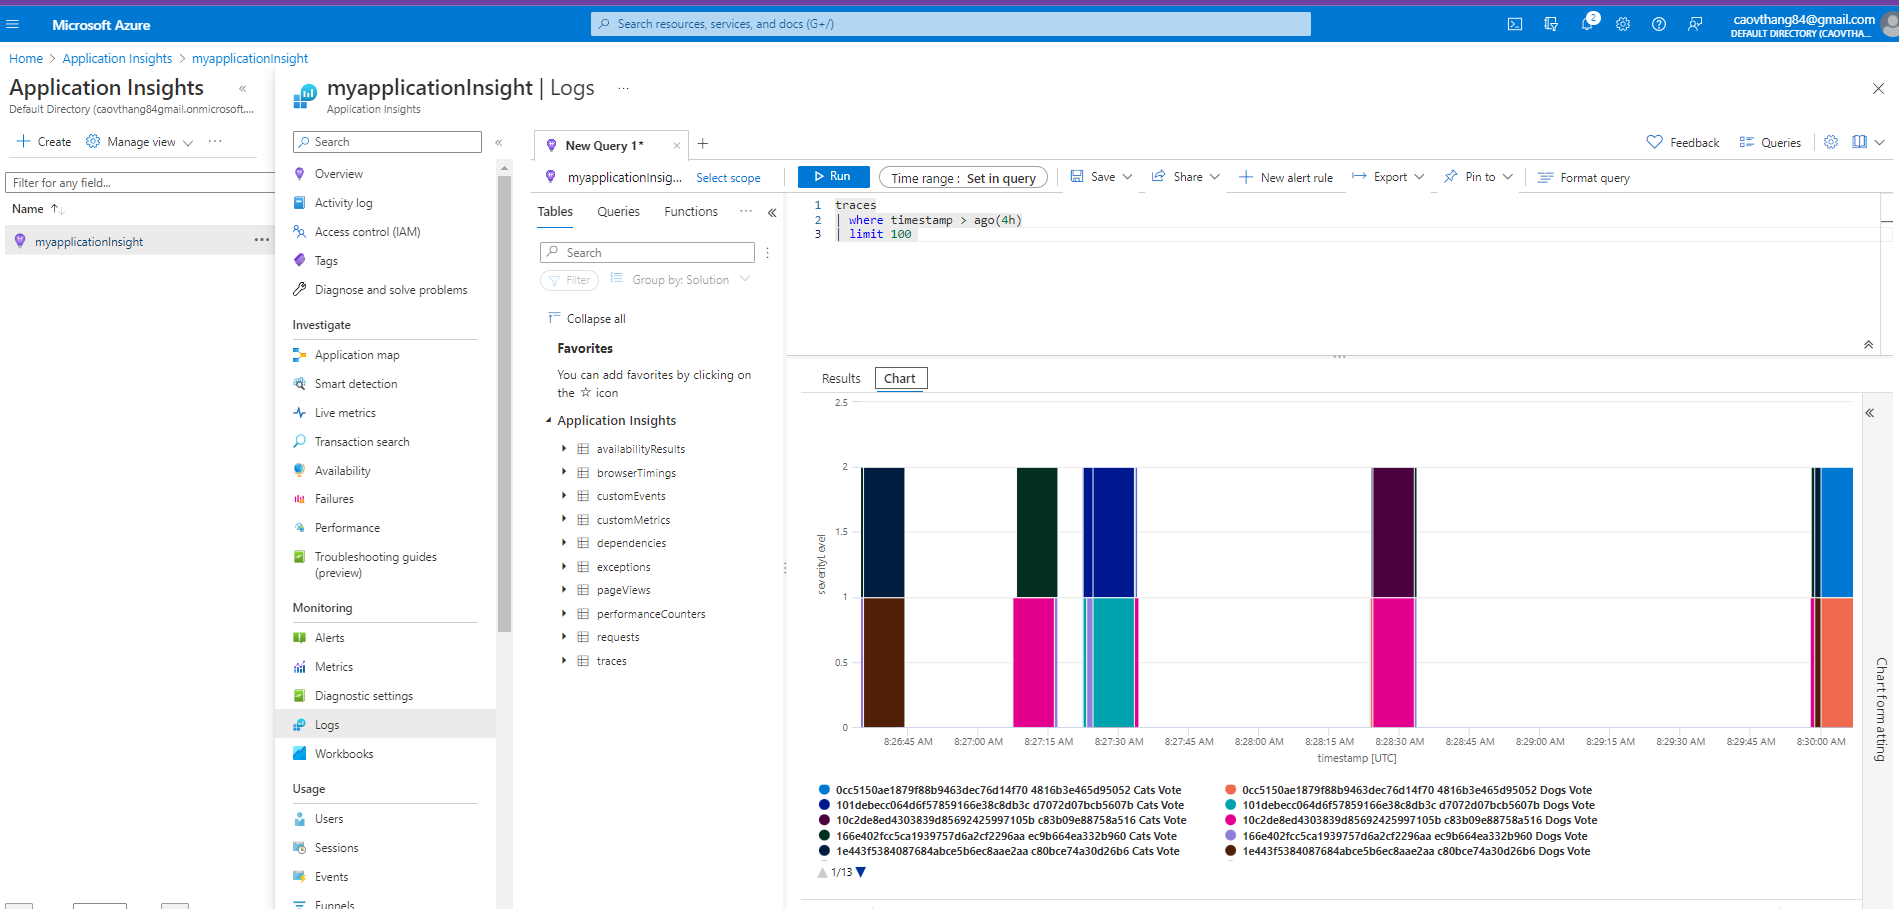 Microsoft Azure
Search resources, services, and docs (G+/)
2
caovthang84@gmail.com
DEFAULT DIRECTORY (CAOVTHA...
Home > Application Insights > myapplicationInsight
Application Insights «
Default Directory (caovthang84gmail.onmicrosoft....
+ Create Manage view ...
Filter for any field...
Name ↑↓
myapplicationInsight ...
myapplicationInsight | Logs ...
Application Insights
Search «
Overview
Activity log
Access control (IAM)
Tags
Diagnose and solve problems
Investigate
Application map
Smart detection
Live metrics
Transaction search
Availability
Failures
Performance
Troubleshooting guides
(preview)
Monitoring
Alerts
Metrics
Diagnostic settings
Logs
Workbooks
Usage
Users
Sessions
Events
Funnels
New Query 1* × +
Feedback Queries
myapplicationInsig... Select scope
Run Time range : Set in query Save Share + New alert rule Export Pin to Format query
Tables Queries Functions ... «
Search
Filter Group by: Solution
Collapse all
Favorites
You can add favorites by clicking on
the ☆ icon
Application Insights
availabilityResults
browserTimings
customEvents
customMetrics
dependencies
exceptions
pageViews
performanceCounters
requests
traces
1 traces
2 | where timestamp > ago(4h)
3 | limit 100
Results Chart
2.5
2
1.5
1
0.5
0
severityLevel
8:26:45 AM 8:27:00 AM 8:27:15 AM 8:27:30 AM 8:27:45 AM 8:28:00 AM 8:28:15 AM 8:28:30 AM 8:28:45 AM 8:29:00 AM 8:29:15 AM 8:29:30 AM 8:29:45 AM 8:30:00 AM
timestamp [UTC]
0cc5150ae1879f88b9463dec76d14f70 4816b3e465d95052 Cats Vote
101debecc064d6f57859166e38c8db3c d7072d07bcb5607b Cats Vote
10c2de8ed4303839d85692425997105b c83b09e88758a516 Cats Vote
166e402fcc5ca1939757d6a2cf2296aa ec9b664ea332b960 Cats Vote
1e443f5384087684abce5b6ec8aae2aa c80bce74a30d26b6 Cats Vote
0cc5150ae1879f88b9463dec76d14f70 4816b3e465d95052 Dogs Vote
101debecc064d6f57859166e38c8db3c d7072d07bcb5607b Dogs Vote
10c2de8ed4303839d85692425997105b c83b09e88758a516 Dogs Vote
166e402fcc5ca1939757d6a2cf2296aa ec9b664ea332b960 Dogs Vote
1e443f5384087684abce5b6ec8aae2aa c80bce74a30d26b6 Dogs Vote
1/13
Chart formatting